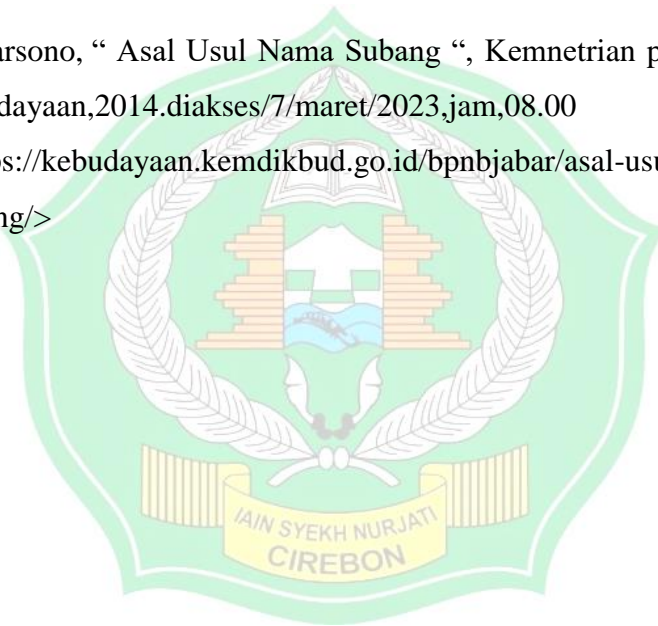 arsono, “ Asal Usul Nama Subang “, Kemnetrian p
dayaan,2014.diakses/7/maret/2023,jam,08.00
ps://kebudayaan.kemdikbud.go.id/bpnbjabar/asal-usu
ng/>
IAIN SYEKH NURJATI
CIREBON